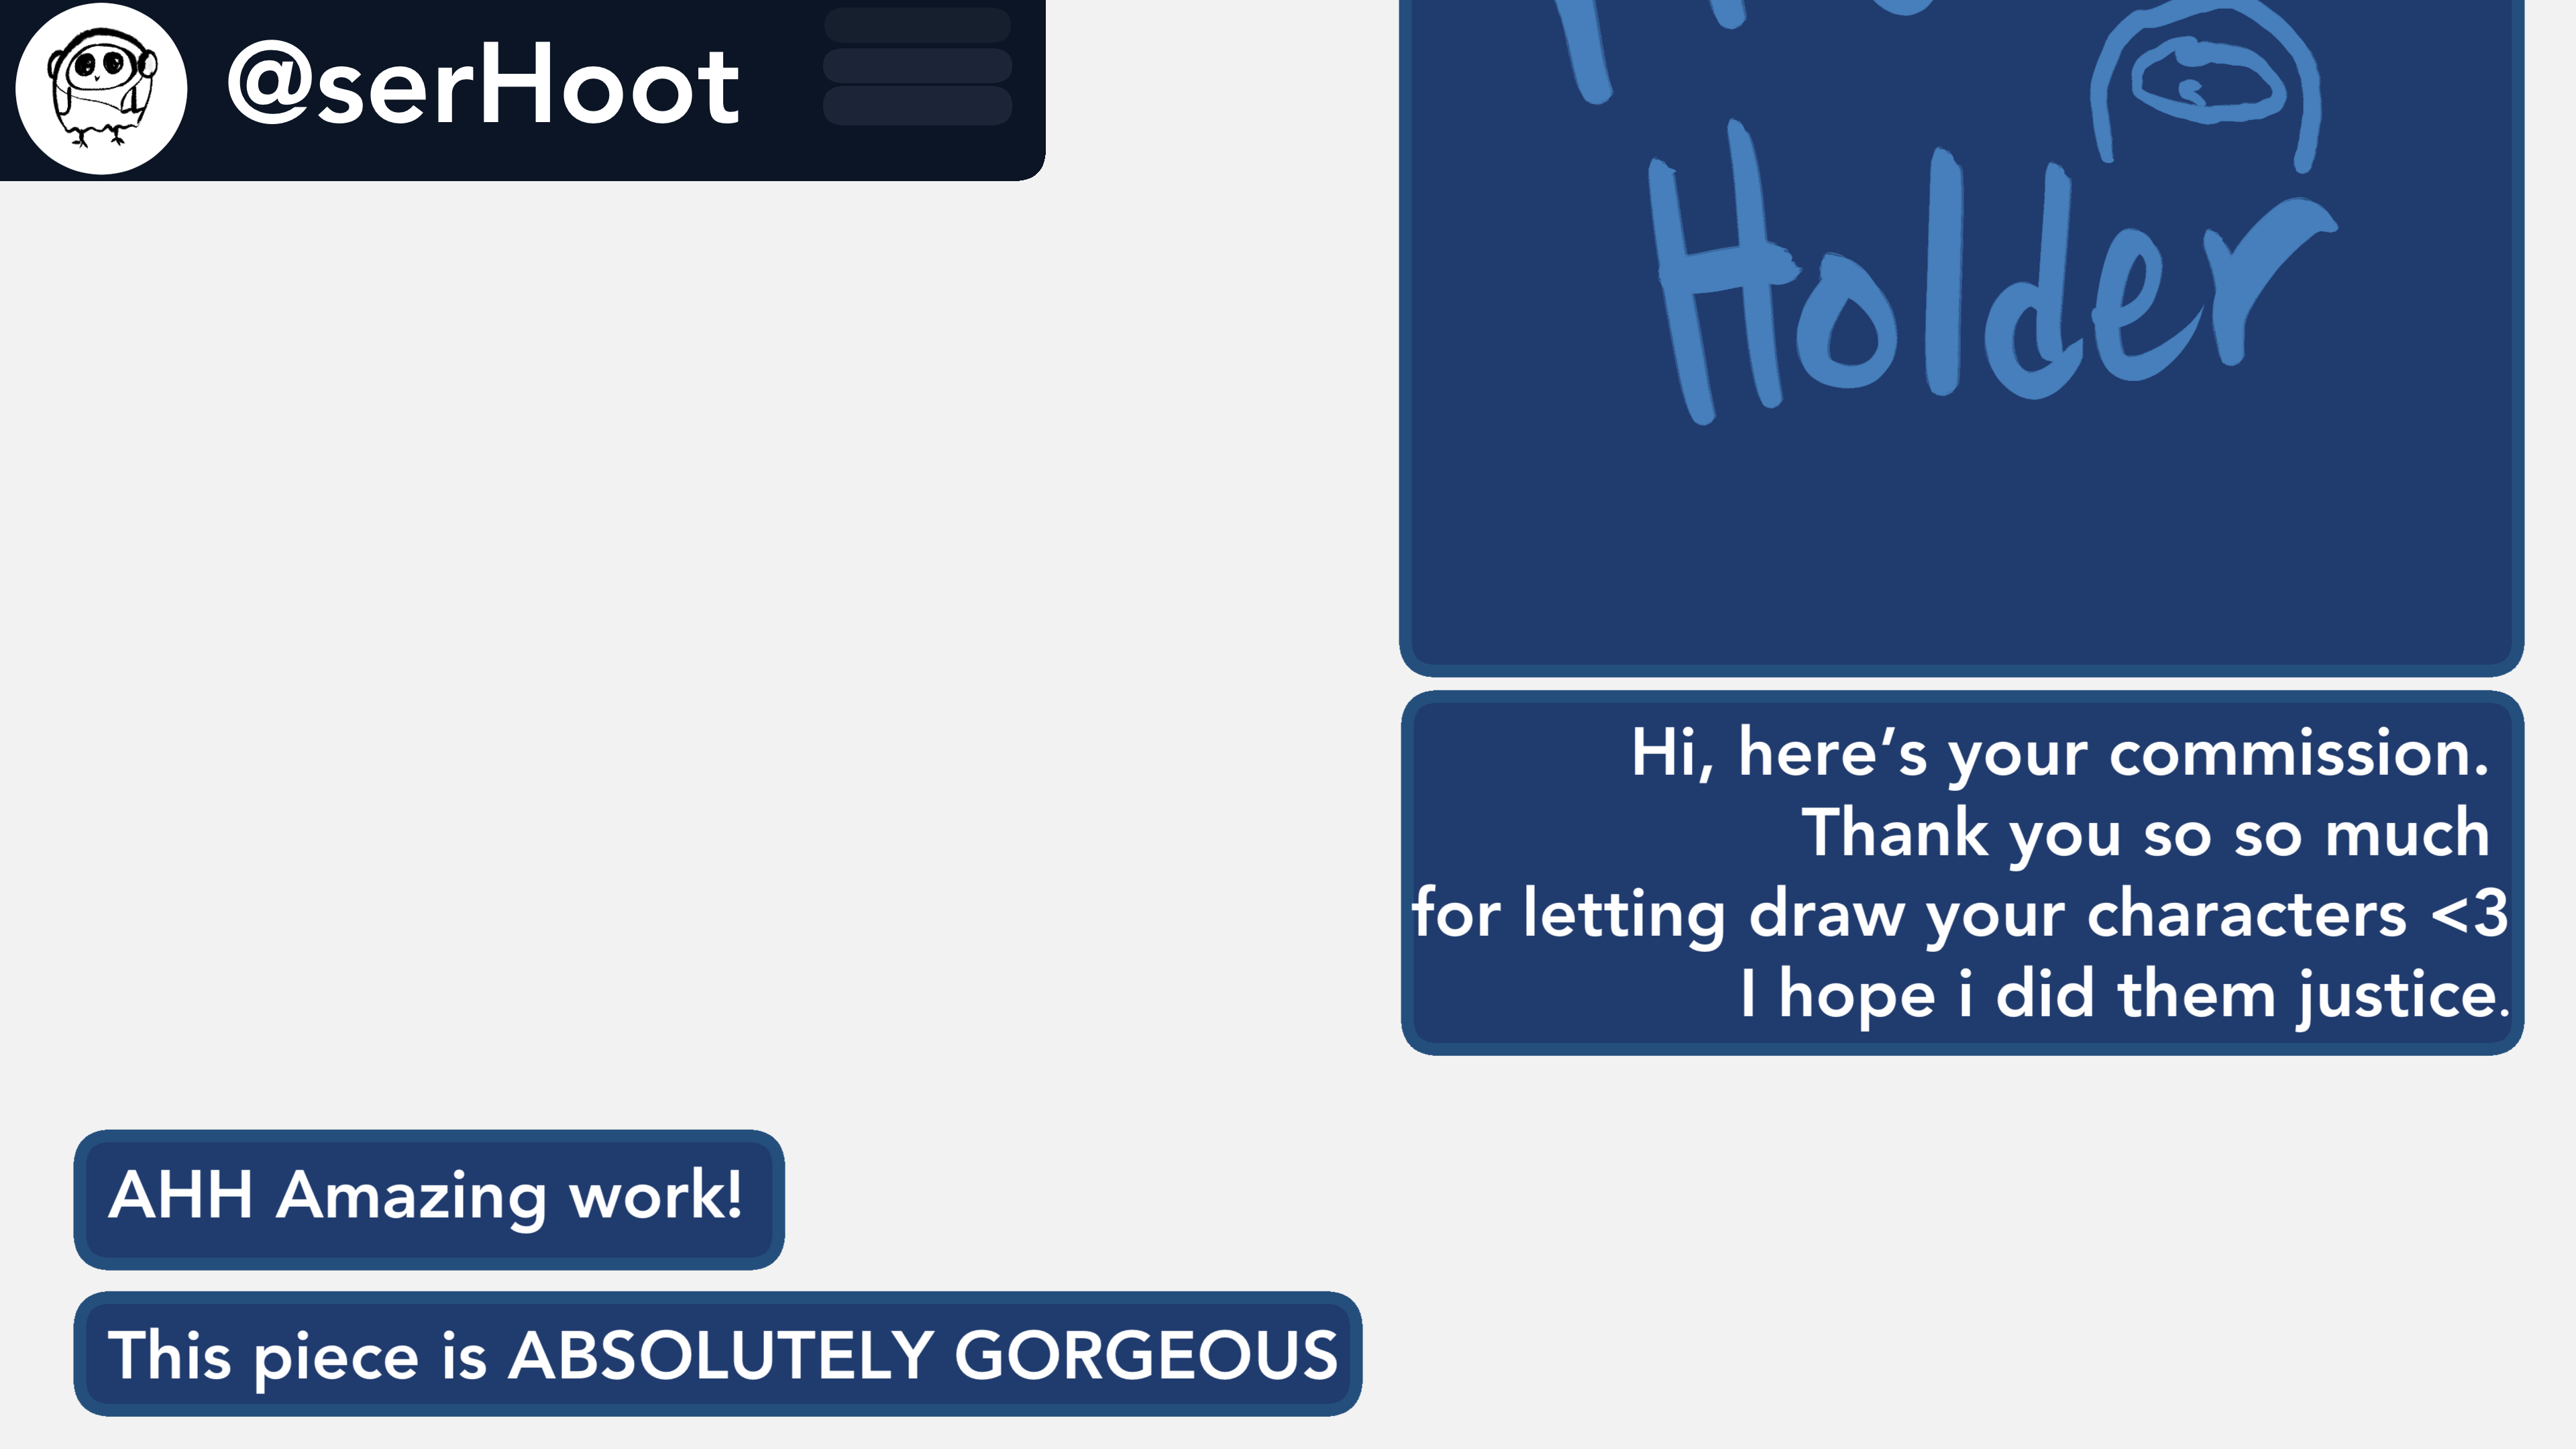 @serHoot
Holder
Hi, here’s your commission.
Thank you so so much
for letting draw your characters <3
I hope i did them justice.
AHH Amazing work!
This piece is ABSOLUTELY GORGEOUS